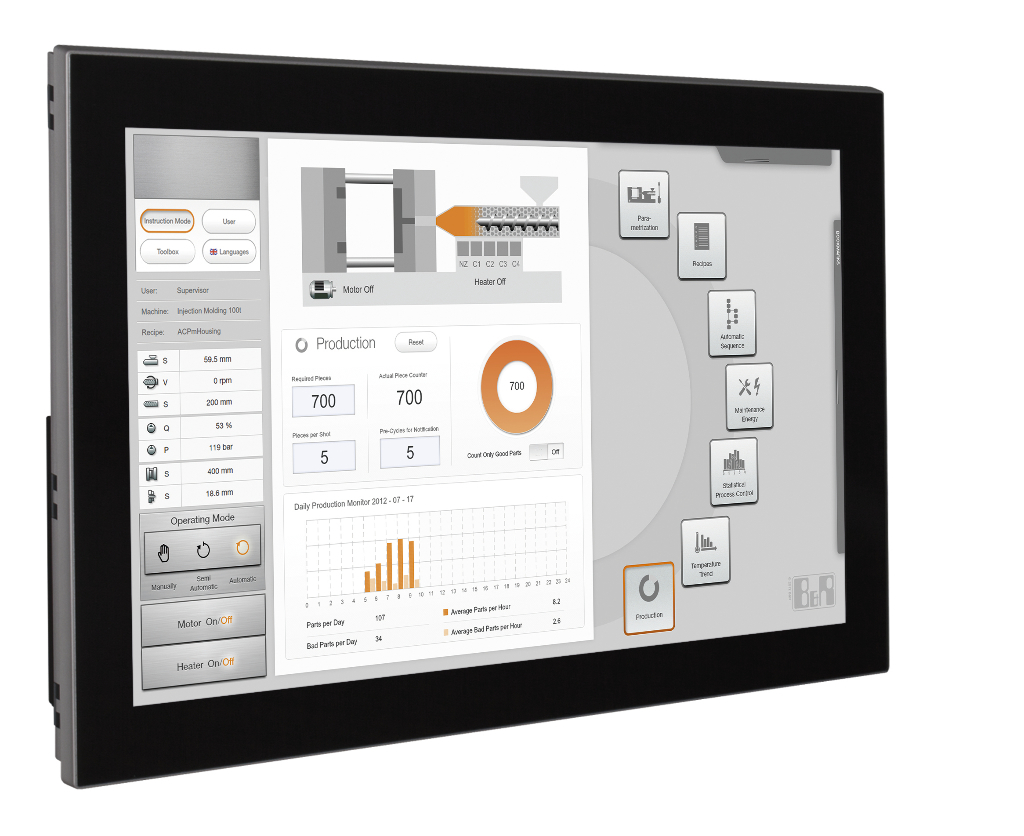 Instruction Mode
User
Toolbox
Languages
User: Supervisor
Machine: Injection Molding 100t
Recipe: ACPmHousing
S 59.5 mm
V 0 rpm
S 200 mm
Q 53 %
P 119 bar
S 400 mm
S 18.6 mm
Operating Mode
Manually
Semi
Automatic
Automatic
Motor On/Off
Heater On/Off
NZ C1 C2 C3 C4
Motor Off
Heater Off
Production
Reset
Required Pieces
700
Actual Piece Counter
700
Pieces per Shot
5
Pre-Cycles for Notification
5
700
Count Only Good Parts
Off
Daily Production Monitor 2012 - 07 - 17
0 1 2 3 4 5 6 7 8 9 10 11 12 13 14 15 16 17 18 19 20 21 22 23 24
Parts per Day 107
Average Parts per Hour 8.2
Bad Parts per Day 34
Average Bad Parts per Hour 2.6
Para-
metrization
Recipes
Automatic
Sequence
Maintenance
Energy
Statistical
Process Control
Temperature
Trend
Production
B&R